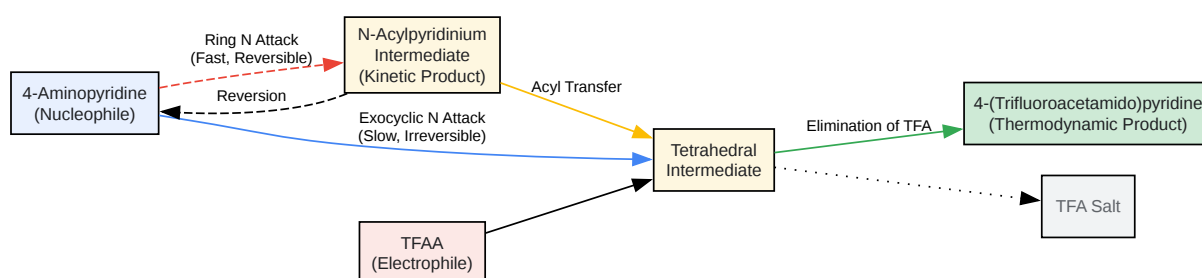 Ring N Attack
(Fast, Reversible)
N-Acylpyridinium
Intermediate
(Kinetic Product)
4-Aminopyridine
(Nucleophile)
Reversion
Acyl Transfer
Exocyclic N Attack
(Slow, Irreversible)
Tetrahedral
Intermediate
Elimination of TFA
4-(Trifluoroacetamido)pyridine
(Thermodynamic Product)
TFA Salt
TFAA
(Electrophile)